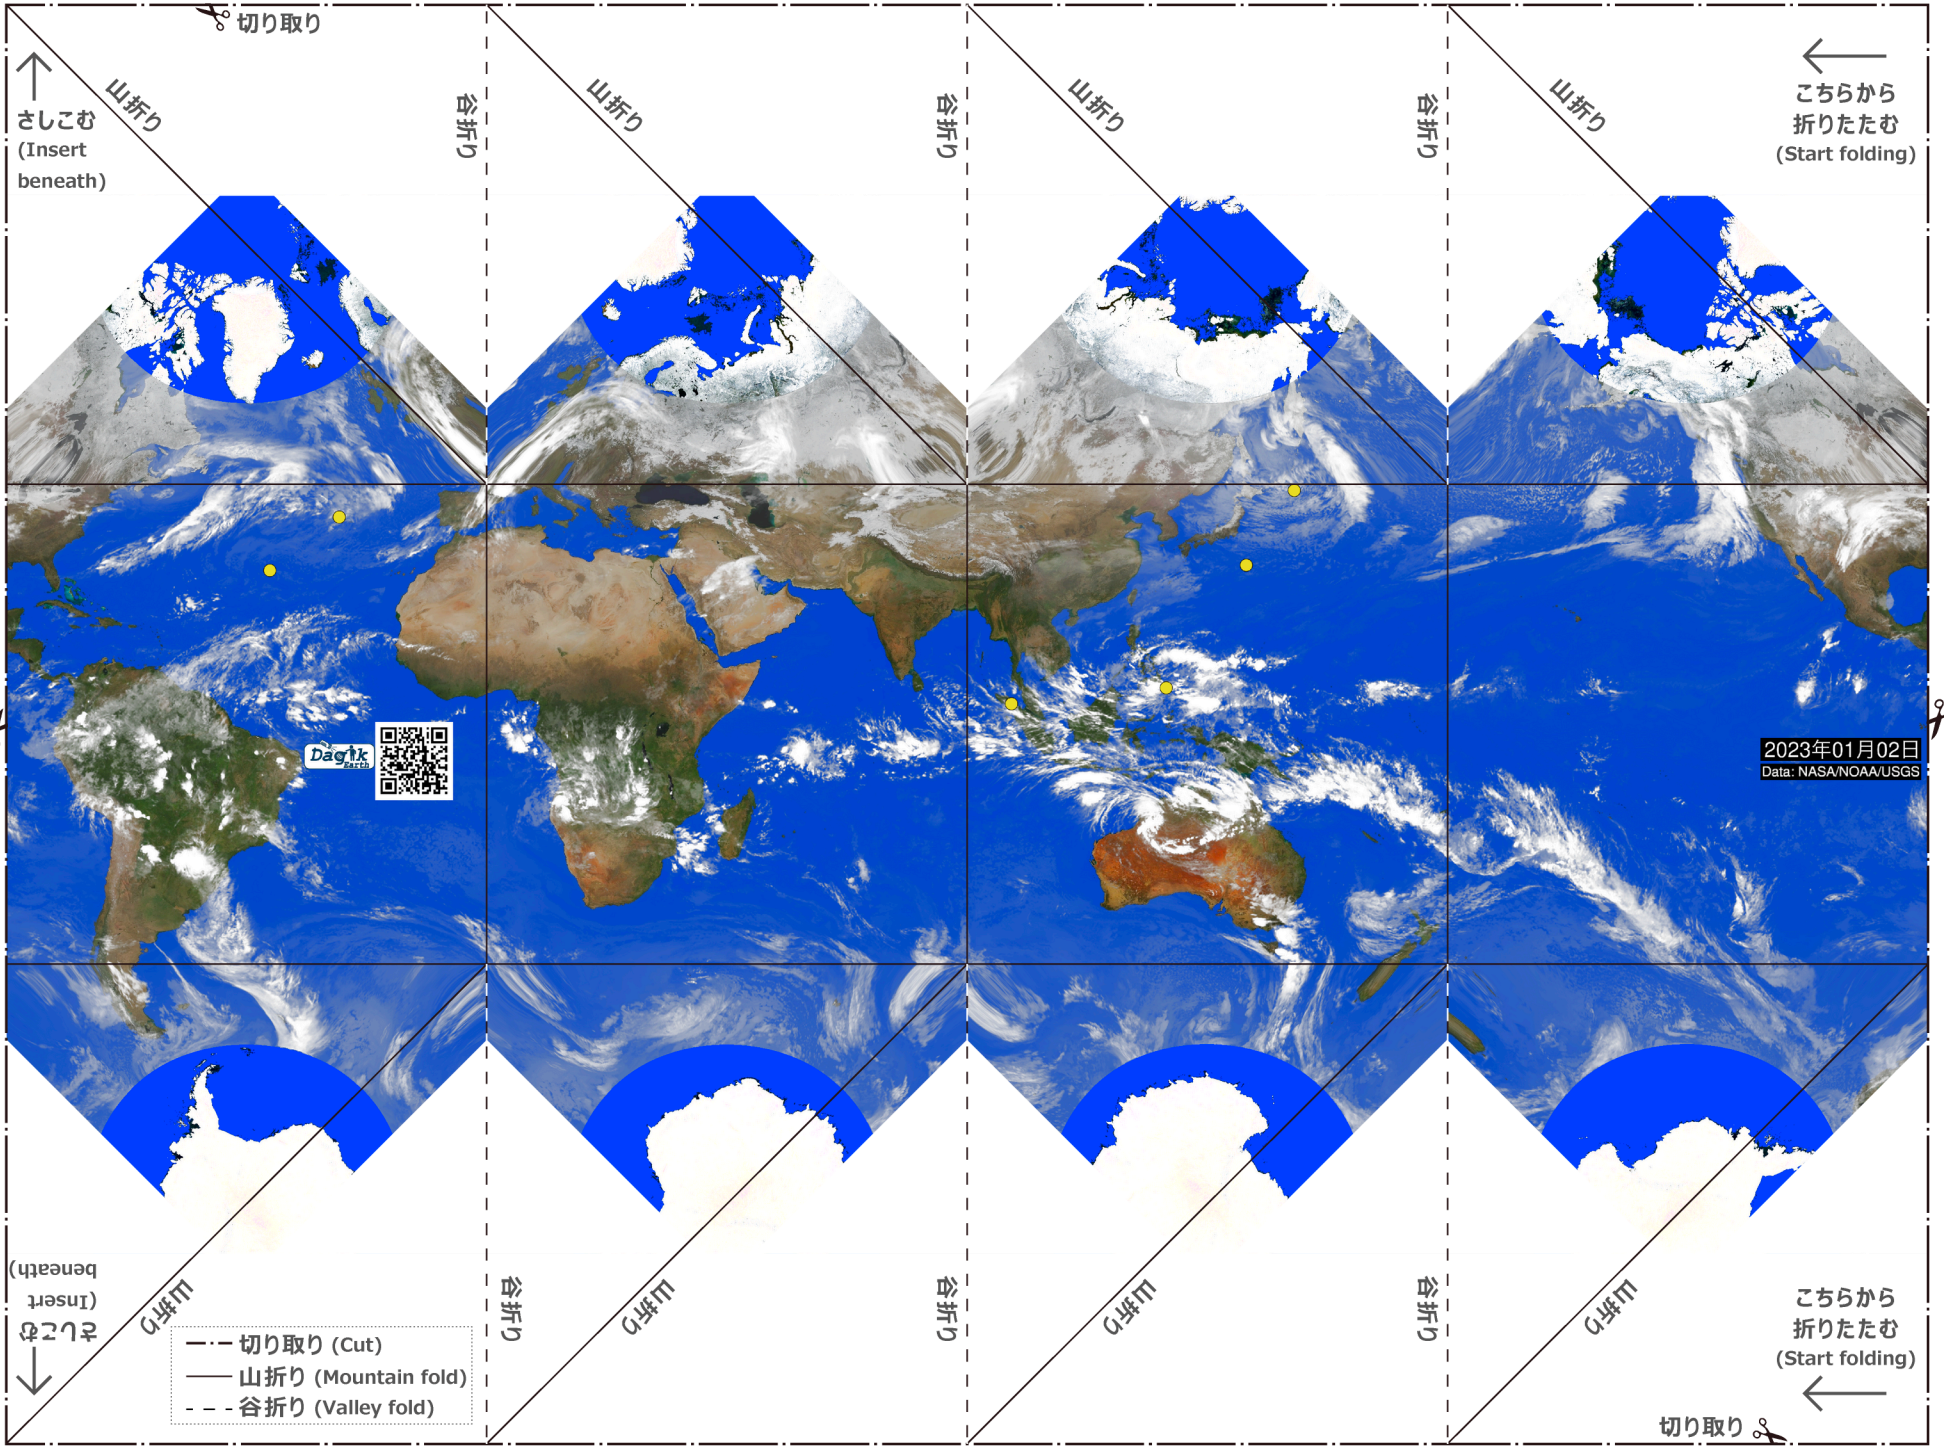 切り取り
山折り
谷折り
山折り
谷折り
山折り
谷折り
山折り
さしこむ
(Insert
beneath)
こちらから
折りたたむ
(Start folding)
Dagik
Earth
2023年01月02日
Data: NASA/NOAA/USGS
さしこむ
(Insert
beneath)
山折り
谷折り
山折り
谷折り
山折り
谷折り
山折り
切り取り (Cut)
山折り (Mountain fold)
谷折り (Valley fold)
こちらから
折りたたむ
(Start folding)
切り取り